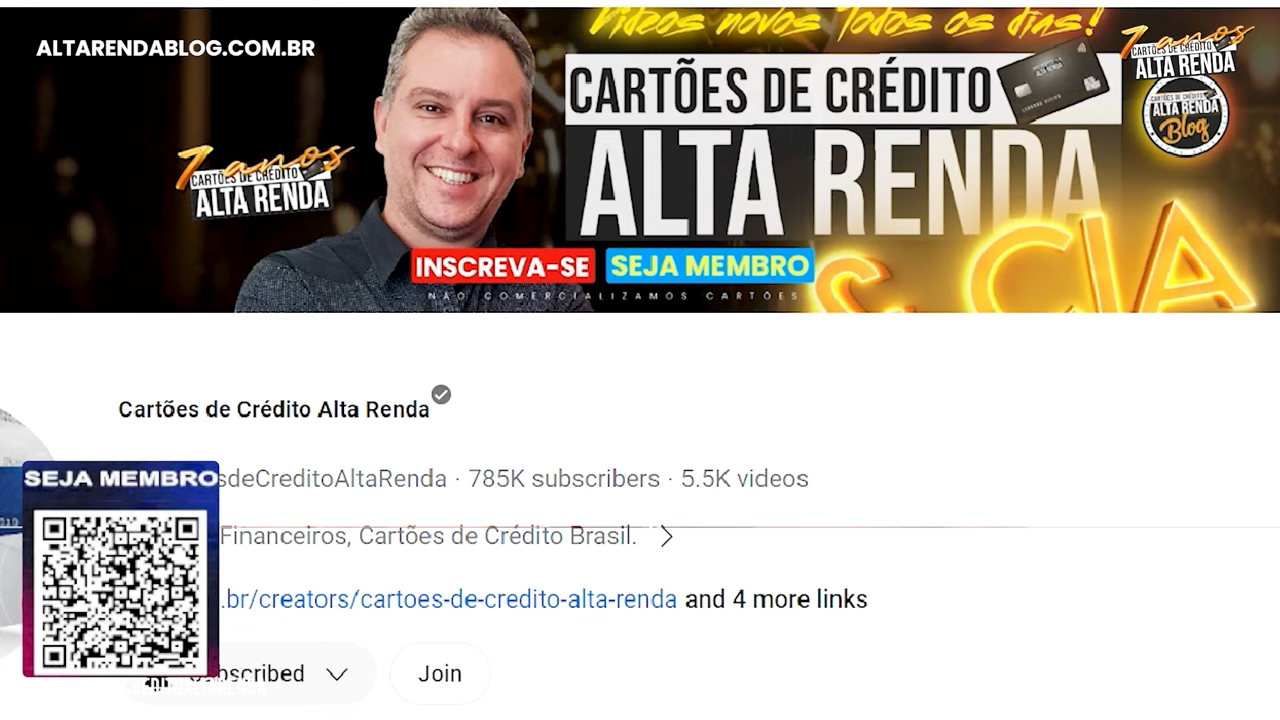 Vídeos novos Todos os dias!
ALTARENDABLOG.COM.BR
7 anos
CARTÕES DE CRÉDITO
ALTA RENDA
CARTÕES DE CRÉDITO
ALTA RENDA
& CIA
7 anos
CARTÕES DE CRÉDITO
ALTA RENDA
CARTÕES DE CRÉDITO
ALTA RENDA
Blog
INSCREVA-SE
SEJA MEMBRO
NÃO COMERCIALIZAMOS CARTÕES
Cartões de Crédito Alta Renda
sdeCreditoAltaRenda · 785K subscribers · 5.5K videos
SEJA MEMBRO
Financeiros, Cartões de Crédito Brasil.
.br/creators/cartoes-de-credito-alta-renda and 4 more links
bscribed
Join